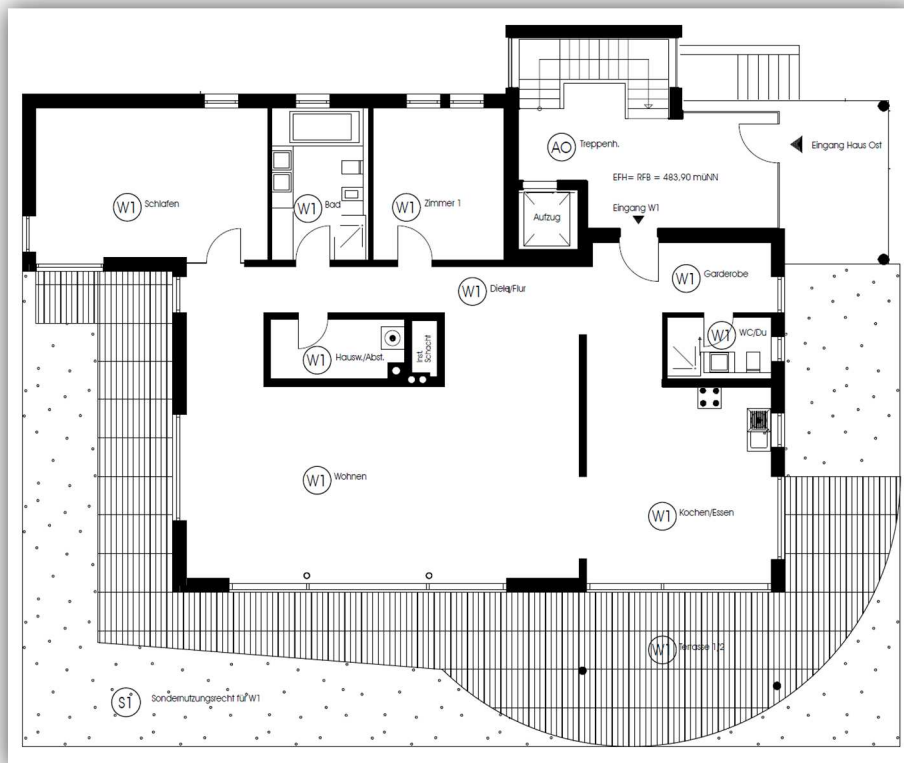 Eingang Haus Ost
AO Treppenh.
EFH= RFB = 483,90 müNN
Eingang W1
Aufzug
W1 Schlafen
W1 Bad
W1 Zimmer 1
W1 Garderobe
W1 Diele/Flur
W1 WC/Du
W1 Hausw./Abst.
Inst.
Schacht
W1 Wohnen
W1 Kochen/Essen
W1 Terrasse 1/2
S1 Sondernutzungsrecht für W1